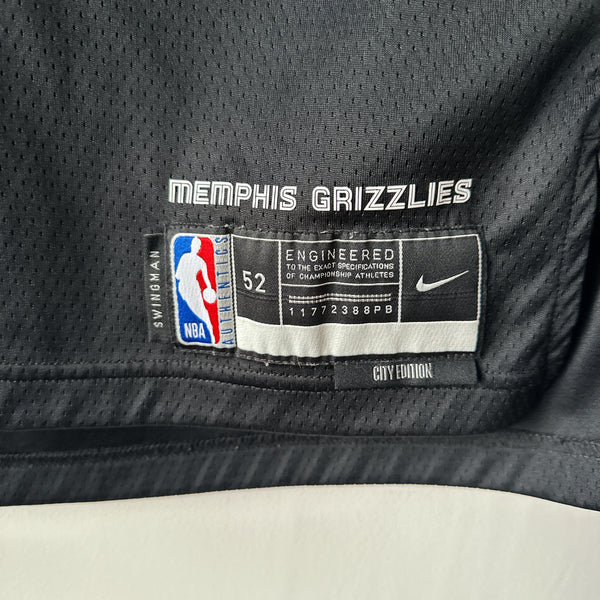 MEMPHIS GRIZZLIES
SWINGMAN
NBA
AUTHENTICS
52
ENGINEERED
TO THE EXACT SPECIFICATIONS
OF CHAMPIONSHIP ATHLETES
11772388PB
CITY EDITION